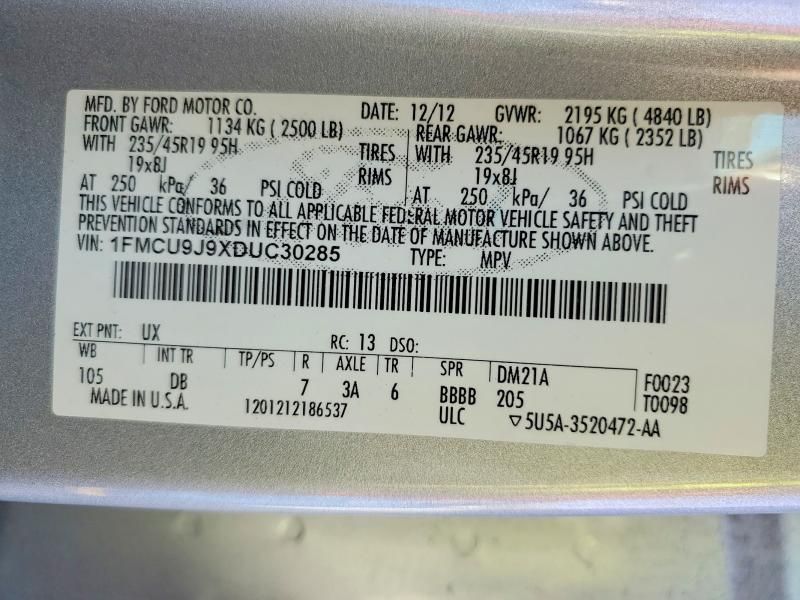 MFD. BY FORD MOTOR CO. DATE: 12/12 GVWR: 2195 KG ( 4840 LB)
FRONT GAWR: 1134 KG ( 2500 LB) REAR GAWR: 1067 KG ( 2352 LB)
WITH 235/45R19 95H TIRES WITH 235/45R19 95H TIRES
19x8J RIMS 19x8J RIMS
AT 250 kPa/ 36 PSI COLD AT 250 kPa/ 36 PSI COLD
THIS VEHICLE CONFORMS TO ALL APPLICABLE FEDERAL MOTOR VEHICLE SAFETY AND THEFT
PREVENTION STANDARDS IN EFFECT ON THE DATE OF MANUFACTURE SHOWN ABOVE.
VIN: 1FMCU9J9XDUC30285 TYPE: MPV
EXT PNT: UX RC: 13 DSO:
WB INT TR TP/PS R AXLE TR SPR DM21A F0023
105 DB 7 3A 6 BBBB 205 T0098
MADE IN U.S.A. 1201212186537 ULC ▽5U5A-3520472-AA